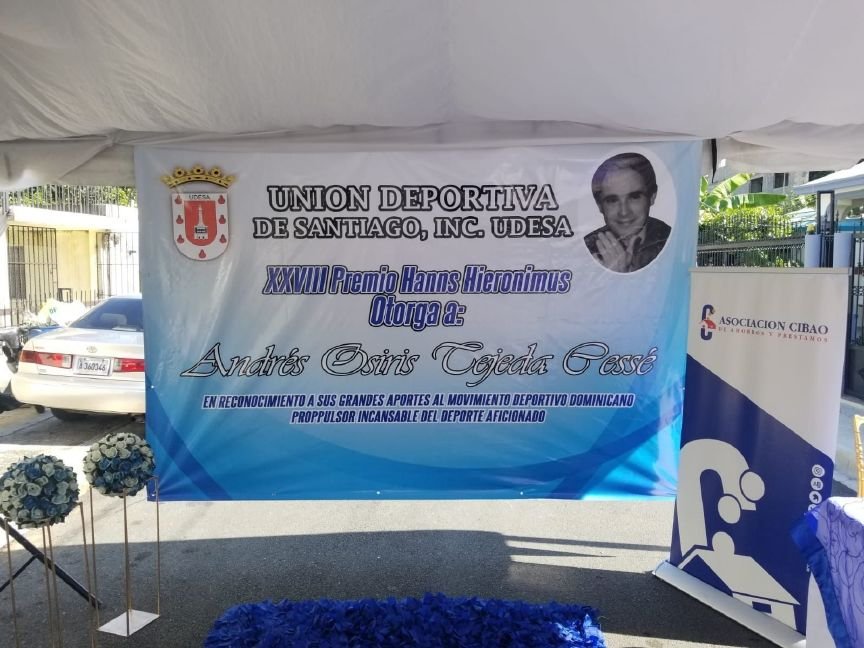 UDESA
UNION DEPORTIVA
DE SANTIAGO, INC. UDESA
XXVIII Premio Hanns Hieronimus
Otorga a:
Andrés Osiris Tejeda Cessé
EN RECONOCIMIENTO A SUS GRANDES APORTES AL MOVIMIENTO DEPORTIVO DOMINICANO
PROPPULSOR INCANSABLE DEL DEPORTE AFICIONADO
ASOCIACION CIBAO
DE AHORROS Y PRÉSTAMOS
A360346